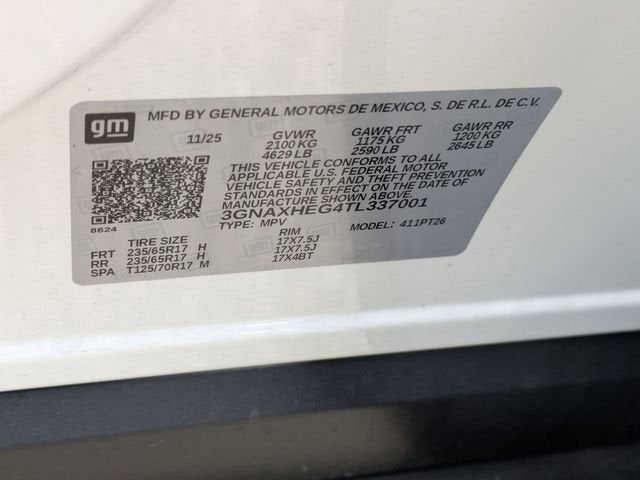 gm
MFD BY GENERAL MOTORS DE MEXICO, S. DE R.L. DE C.V.
11/25 GVWR GAWR FRT GAWR RR
2100 KG 1175 KG 1200 KG
4629 LB 2590 LB 2645 LB
THIS VEHICLE CONFORMS TO ALL
APPLICABLE U.S. FEDERAL MOTOR
VEHICLE SAFETY AND THEFT PREVENTION
STANDARDS IN EFFECT ON THE DATE OF
MANUFACTURE SHOWN ABOVE.
3GNAXHEG4TL337001
8624
TYPE: MPV MODEL: 411PT26
TIRE SIZE RIM
FRT 235/65R17 H 17X7.5J
RR 235/65R17 H 17X7.5J
SPA T125/70R17 M 17X4BT